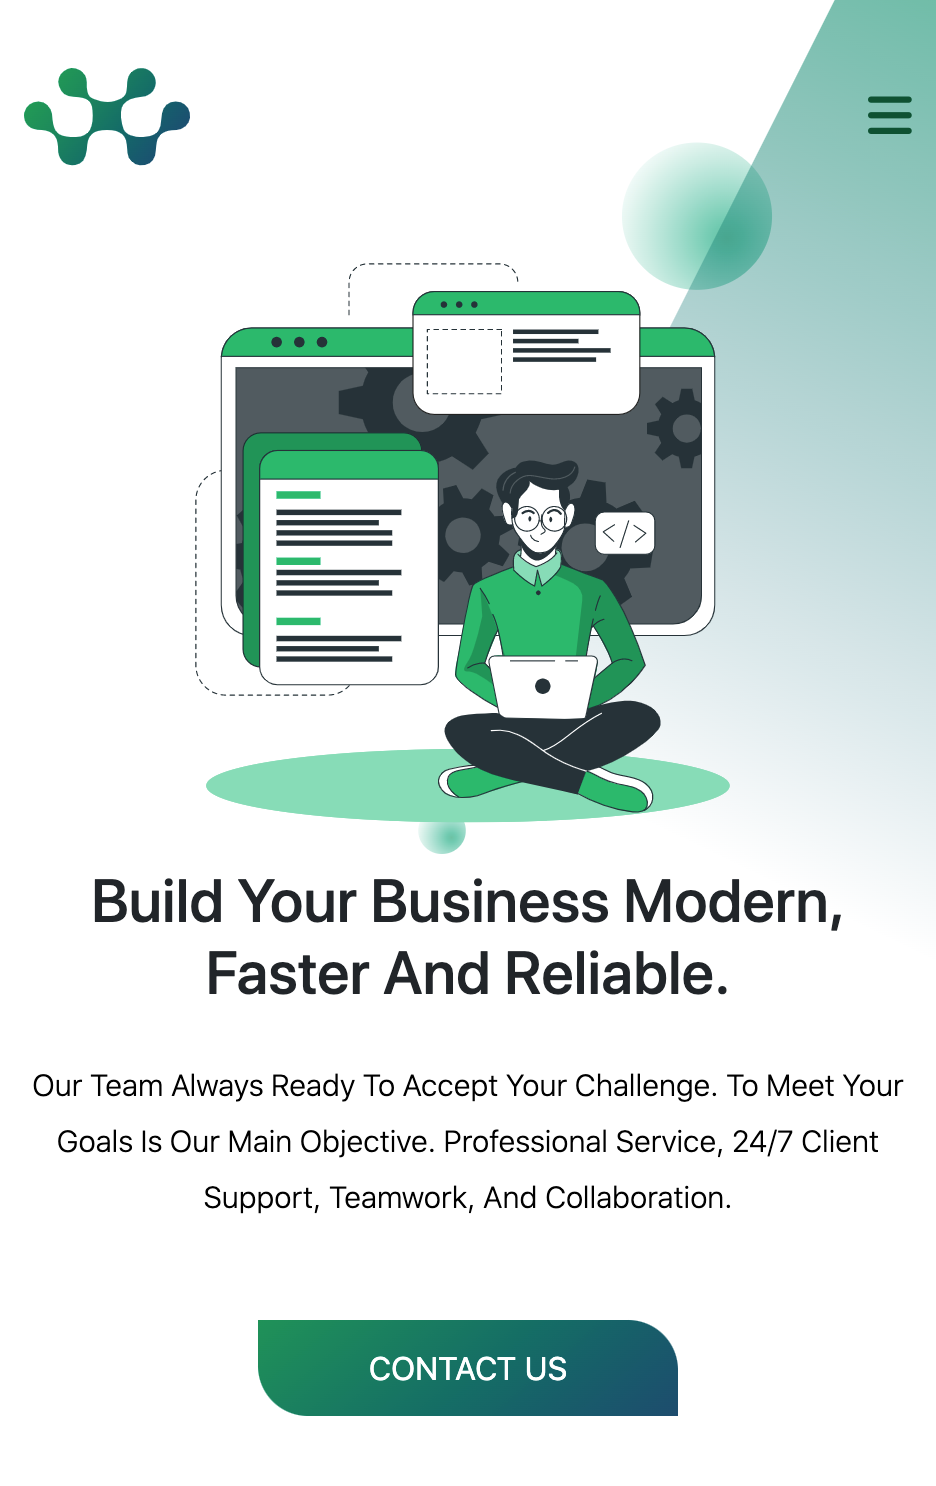 </>
Build Your Business Modern,
Faster And Reliable.
Our Team Always Ready To Accept Your Challenge. To Meet Your
Goals Is Our Main Objective. Professional Service, 24/7 Client
Support, Teamwork, And Collaboration.
CONTACT US